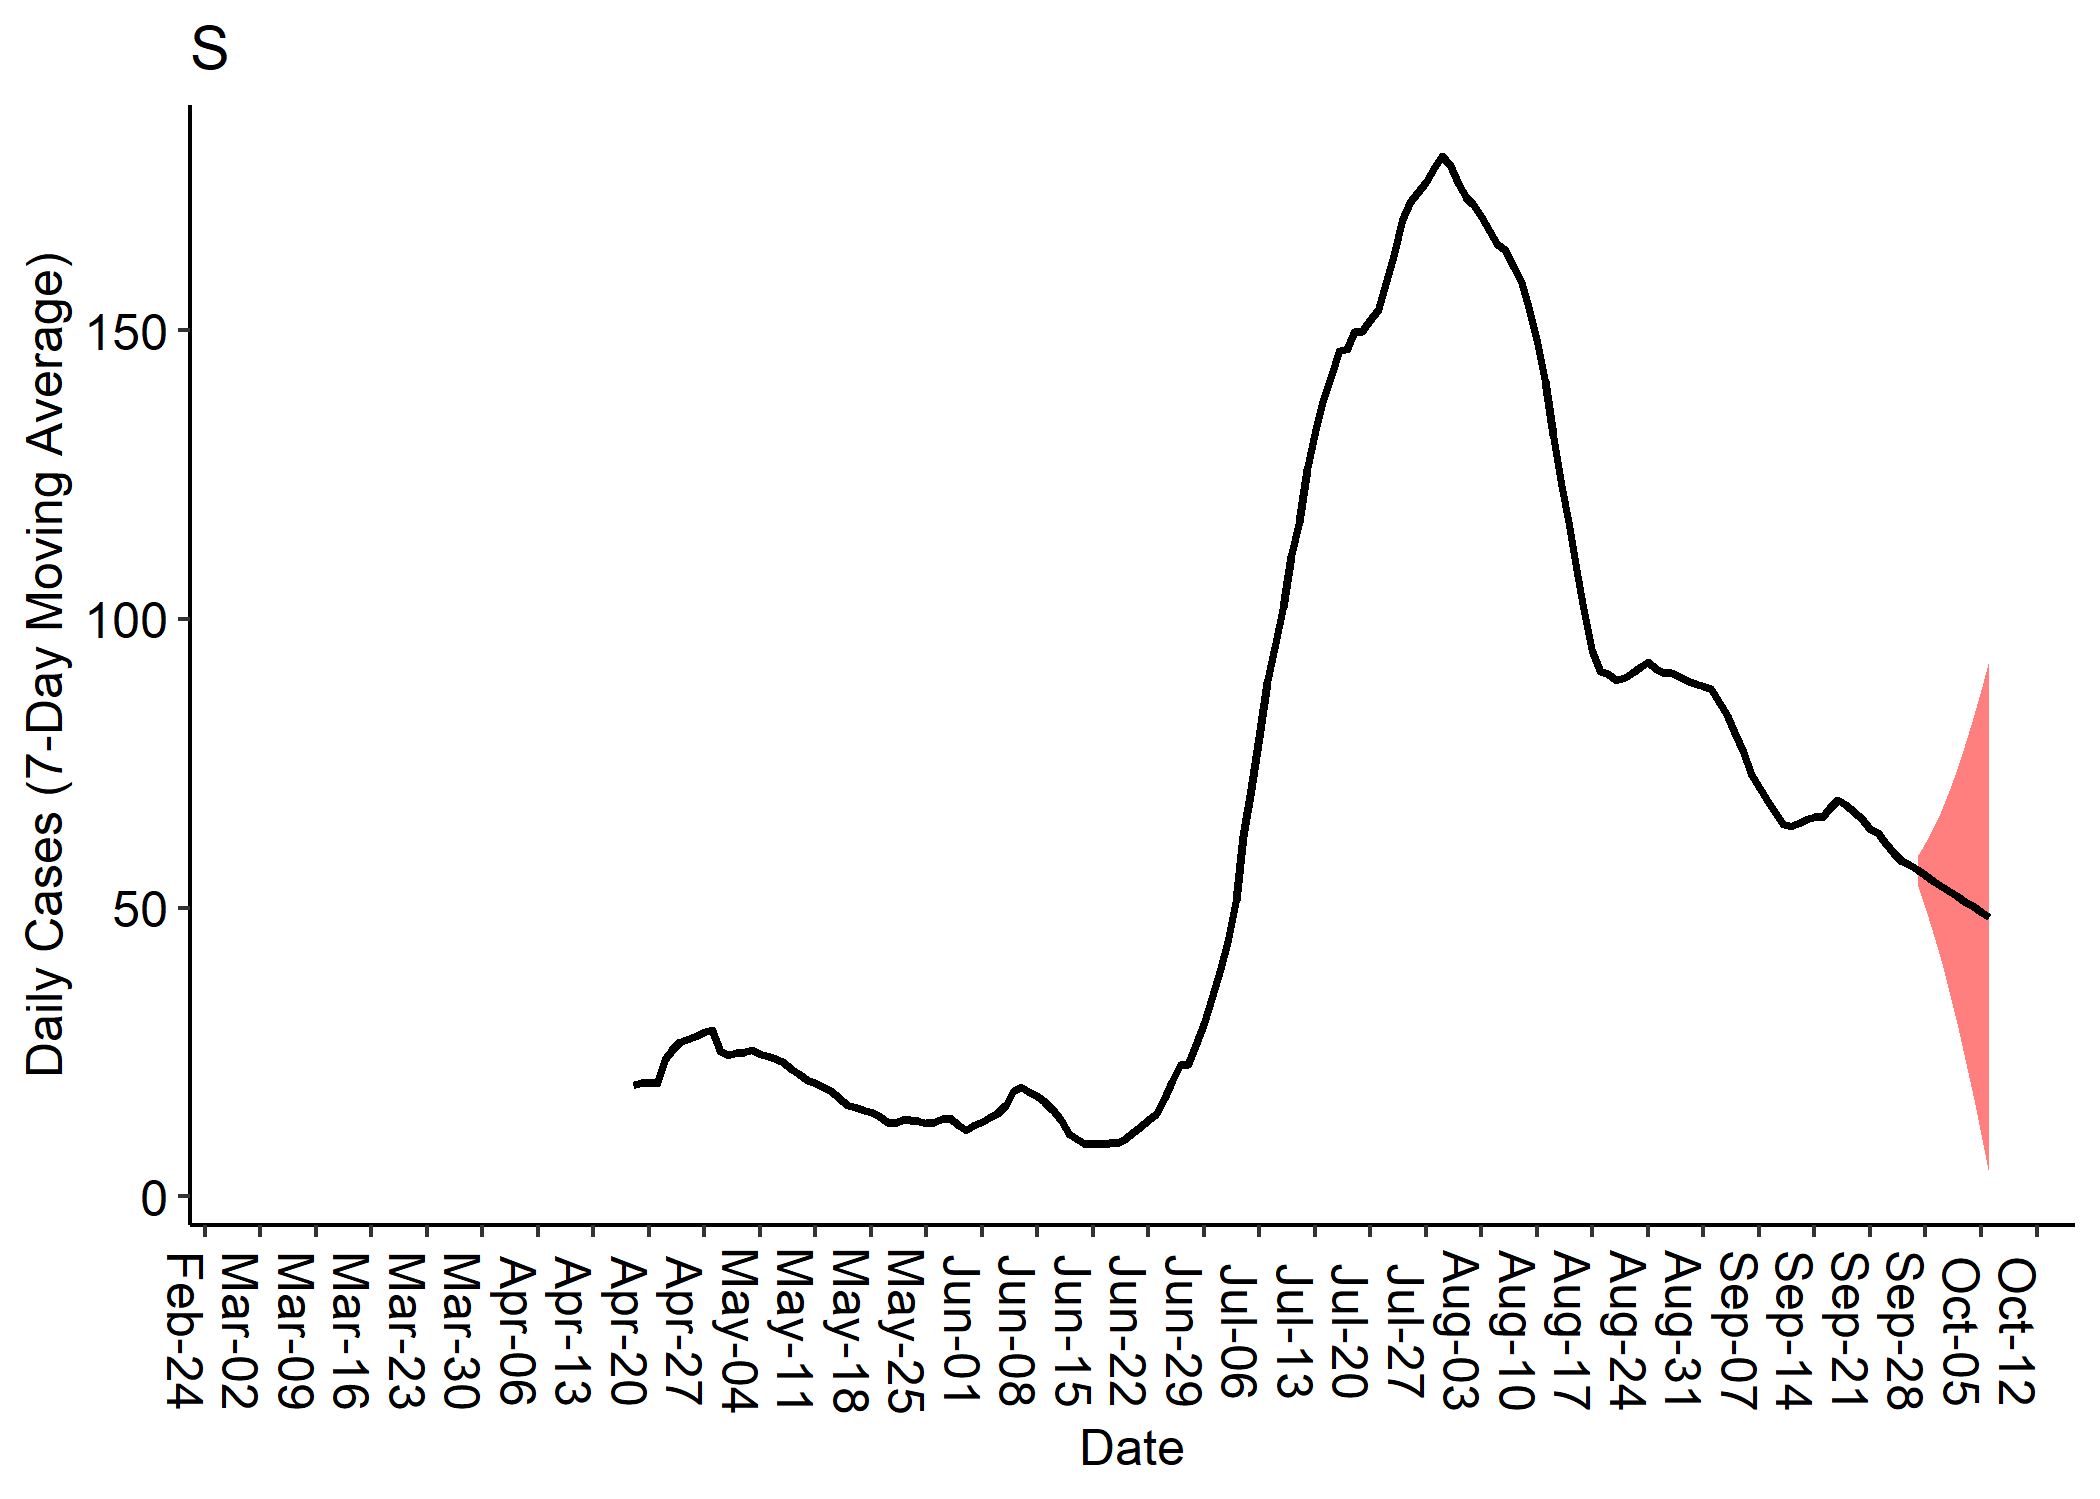 S
Daily Cases (7-Day Moving Average)
150
100
50
0
Feb-24
Mar-02
Mar-09
Mar-16
Mar-23
Mar-30
Apr-06
Apr-13
Apr-20
Apr-27
May-04
May-11
May-18
May-25
Jun-01
Jun-08
Jun-15
Jun-22
Jun-29
Jul-06
Jul-13
Jul-20
Jul-27
Aug-03
Aug-10
Aug-17
Aug-24
Aug-31
Sep-07
Sep-14
Sep-21
Sep-28
Oct-05
Oct-12
Date